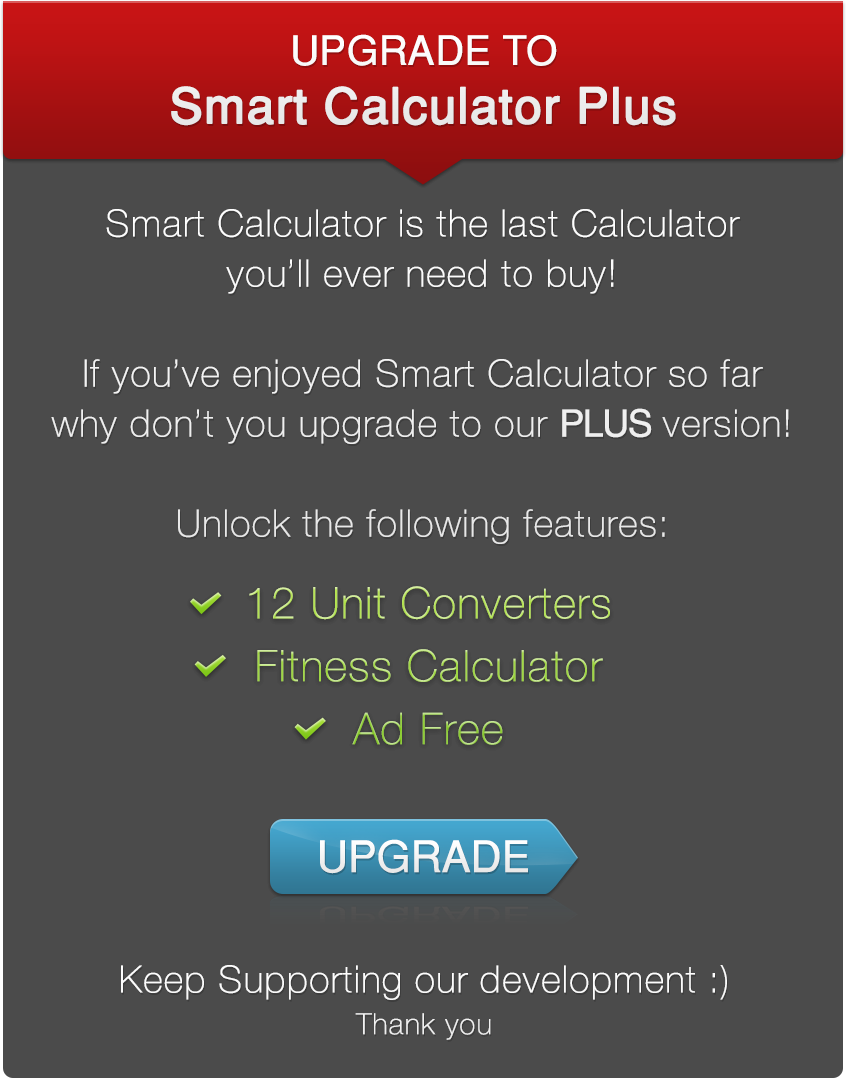 UPGRADE TO
Smart Calculator Plus
Smart Calculator is the last Calculator
you'll ever need to buy!
If you've enjoyed Smart Calculator so far
why don't you upgrade to our PLUS version!
Unlock the following features:
12 Unit Converters
Fitness Calculator
Ad Free
UPGRADE
Keep Supporting our development :)
Thank you